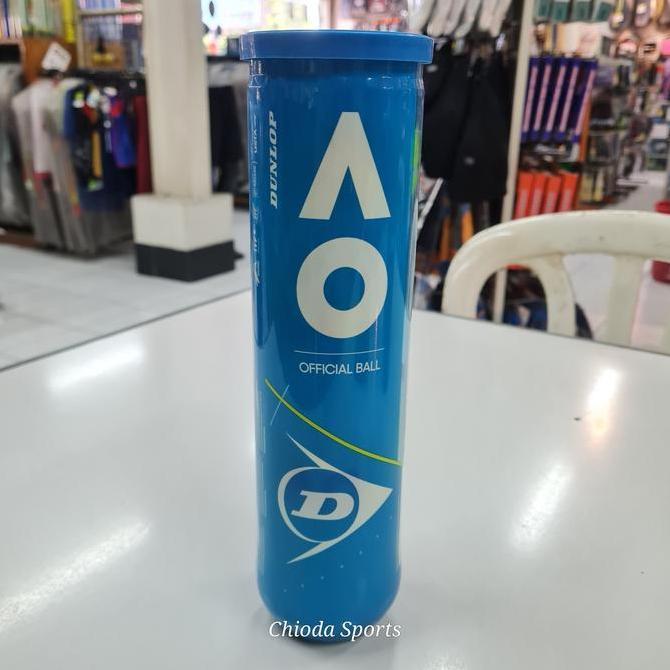 DUNLOP
AO
OFFICIAL BALL
D
Chioda Sports